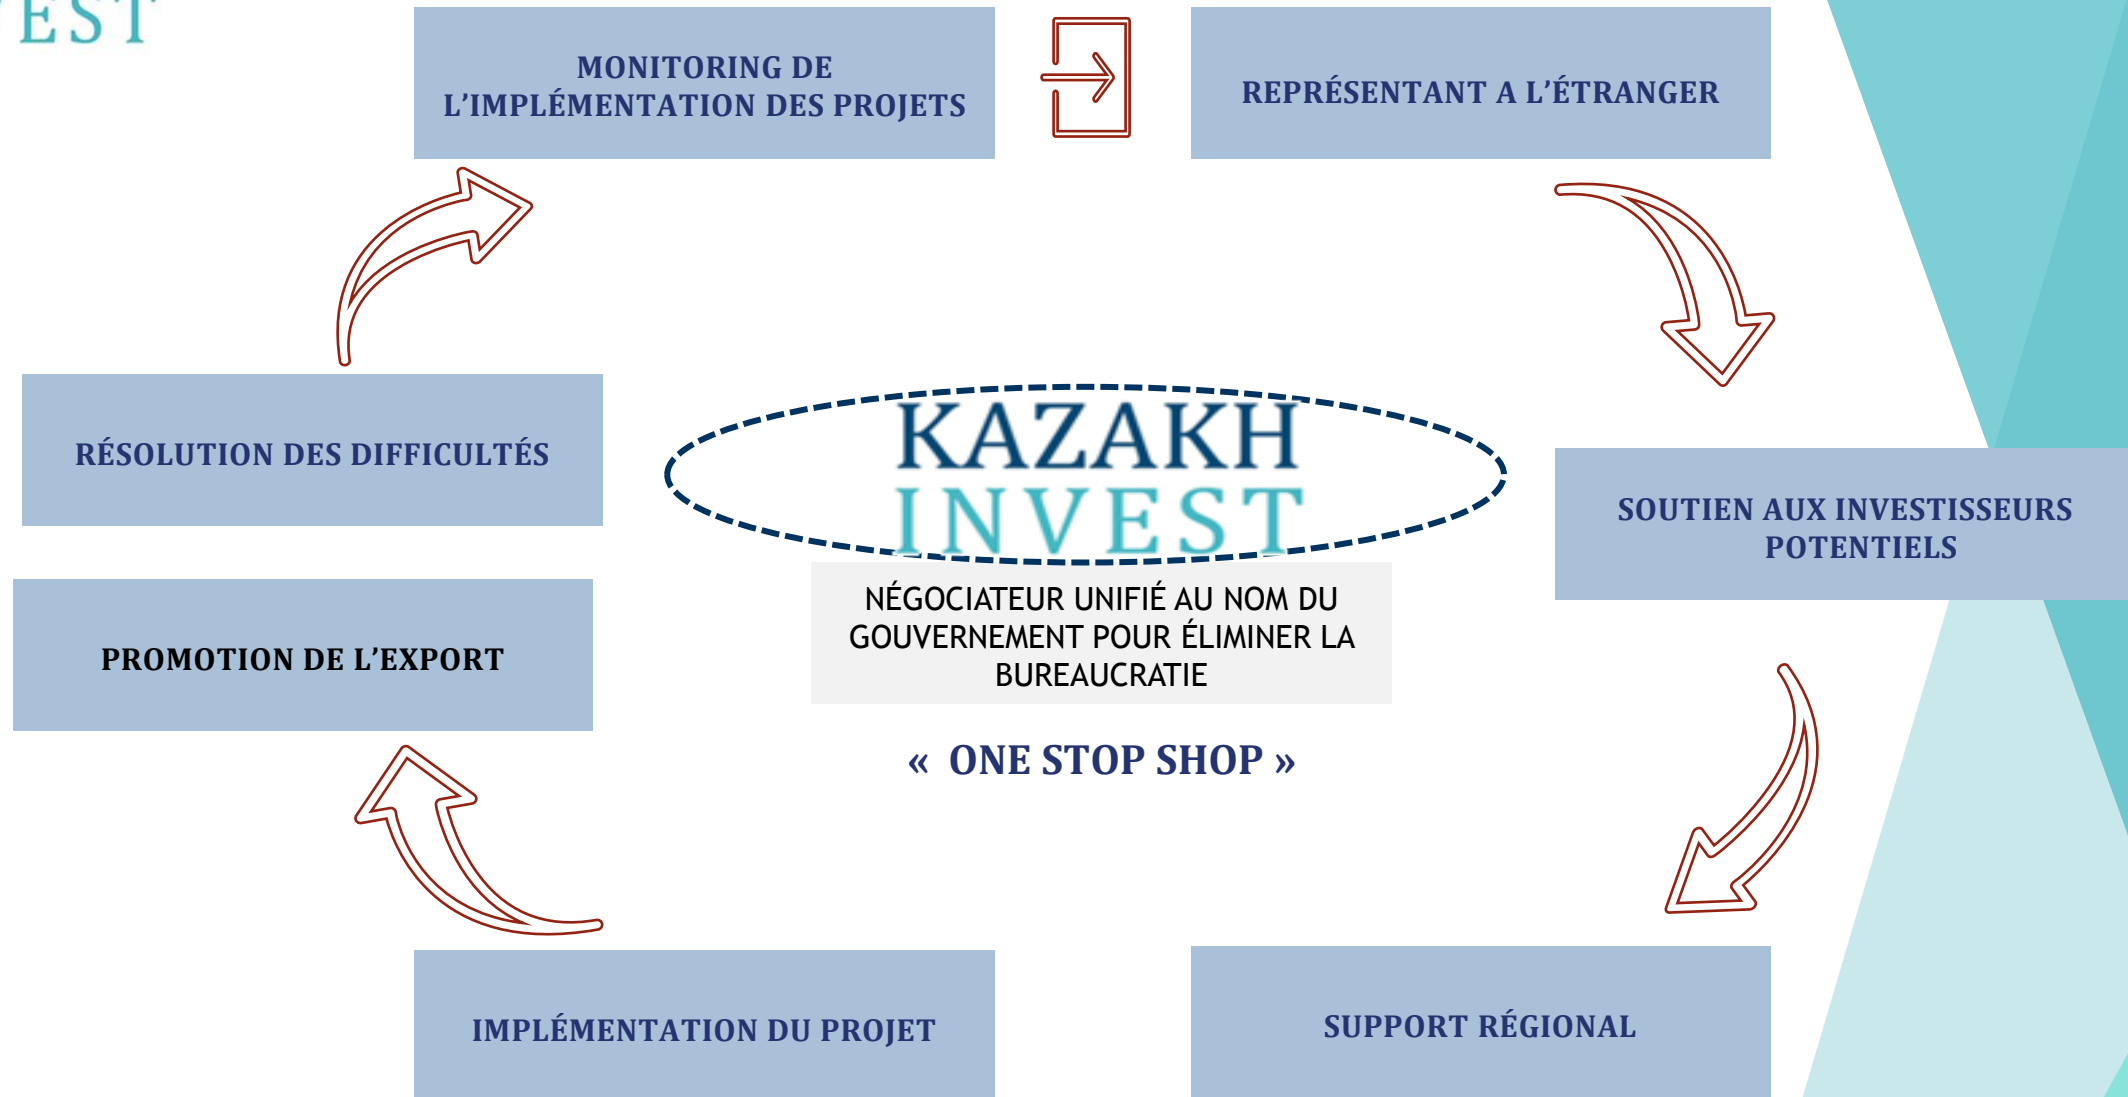 EST
MONITORING DE
L’IMPLÉMENTATION DES PROJETS
REPRÉSENTANT A L’ÉTRANGER
RÉSOLUTION DES DIFFICULTÉS
KAZAKH
INVEST
SOUTIEN AUX INVESTISSEURS
POTENTIELS
PROMOTION DE L’EXPORT
NÉGOCIATEUR UNIFIÉ AU NOM DU
GOUVERNEMENT POUR ÉLIMINER LA
BUREAUCRATIE
«  ONE STOP SHOP »
IMPLÉMENTATION DU PROJET
SUPPORT RÉGIONAL